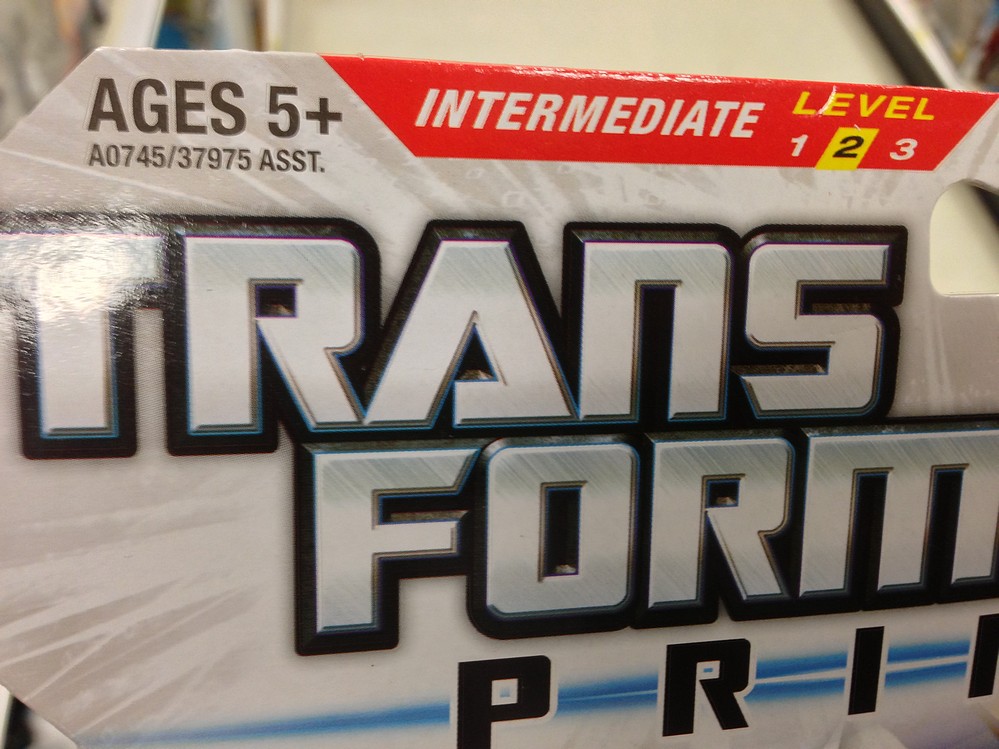 AGES 5+
A0745/37975 ASST.
INTERMEDIATE
LEVEL
1 2 3
TRANS
FORM
PRI